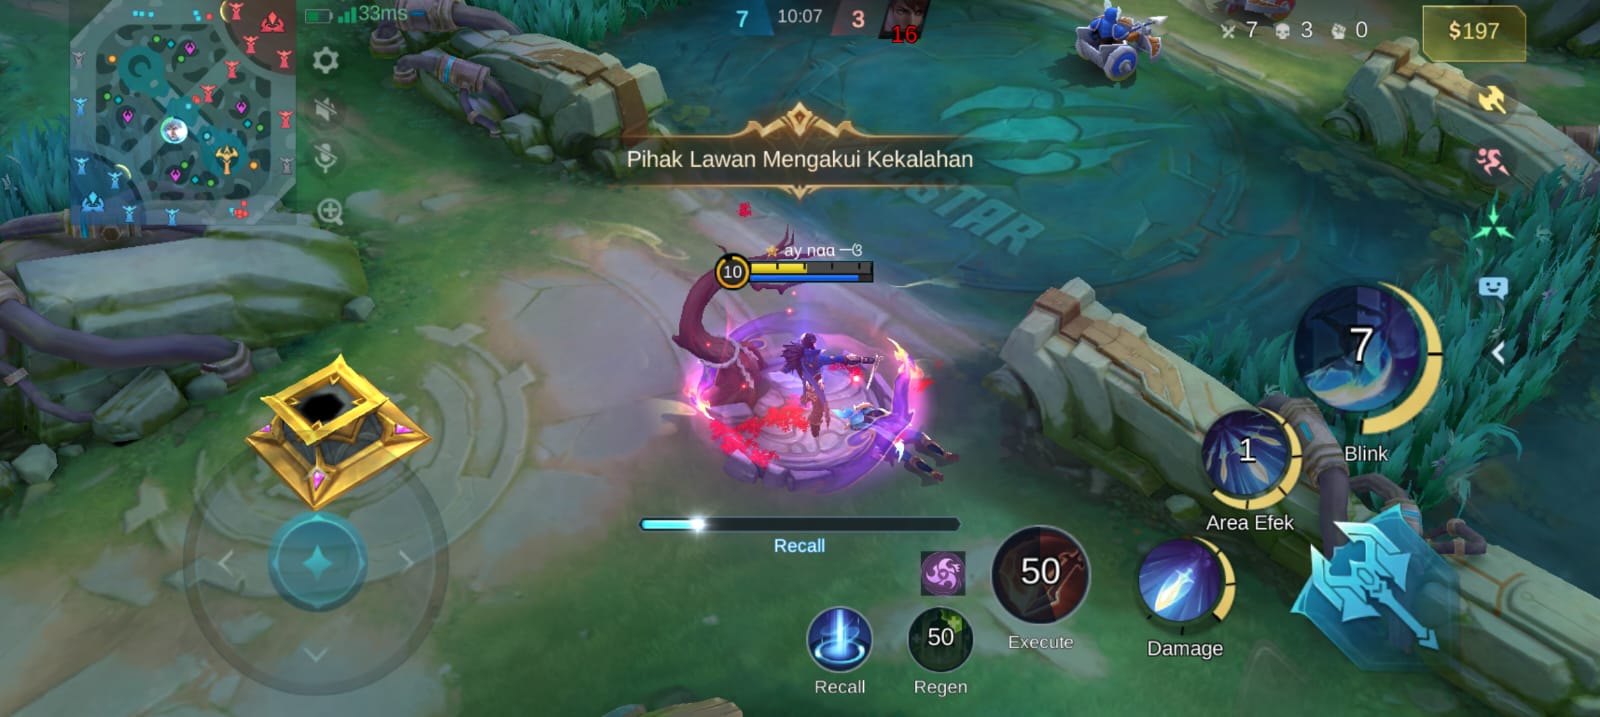 33ms
7
10:07
3
16
7
3
0
$197
Pihak Lawan Mengakui Kekalahan
STAR
10
ay naa
7
Blink
1
Area Efek
Recall
50
Execute
Damage
50
Recall
Regen